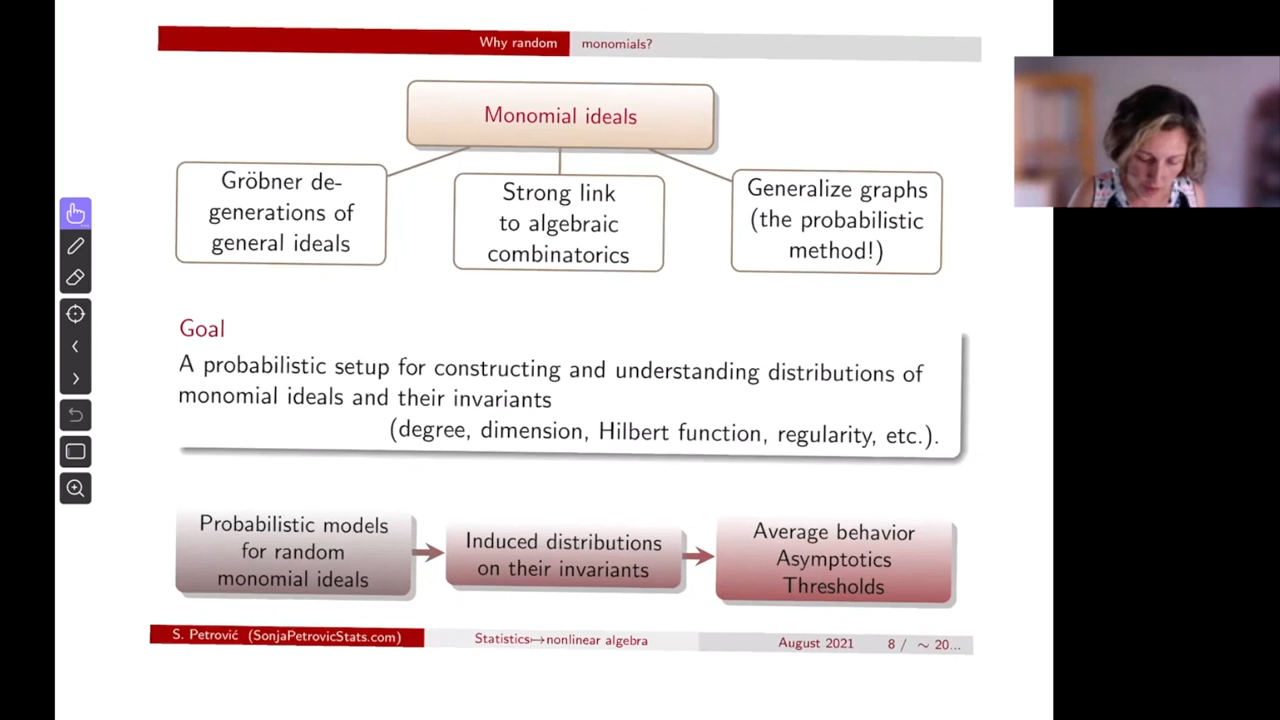 Why random monomials?
Monomial ideals
Gröbner de-
generations of
general ideals
Strong link
to algebraic
combinatorics
Generalize graphs
(the probabilistic
method!)
Goal
A probabilistic setup for constructing and understanding distributions of
monomial ideals and their invariants
(degree, dimension, Hilbert function, regularity, etc.).
Probabilistic models
for random
monomial ideals
Induced distributions
on their invariants
Average behavior
Asymptotics
Thresholds
S. Petrović (SonjaPetrovicStats.com) Statistics↦nonlinear algebra August 2021 8 / ∼ 20...